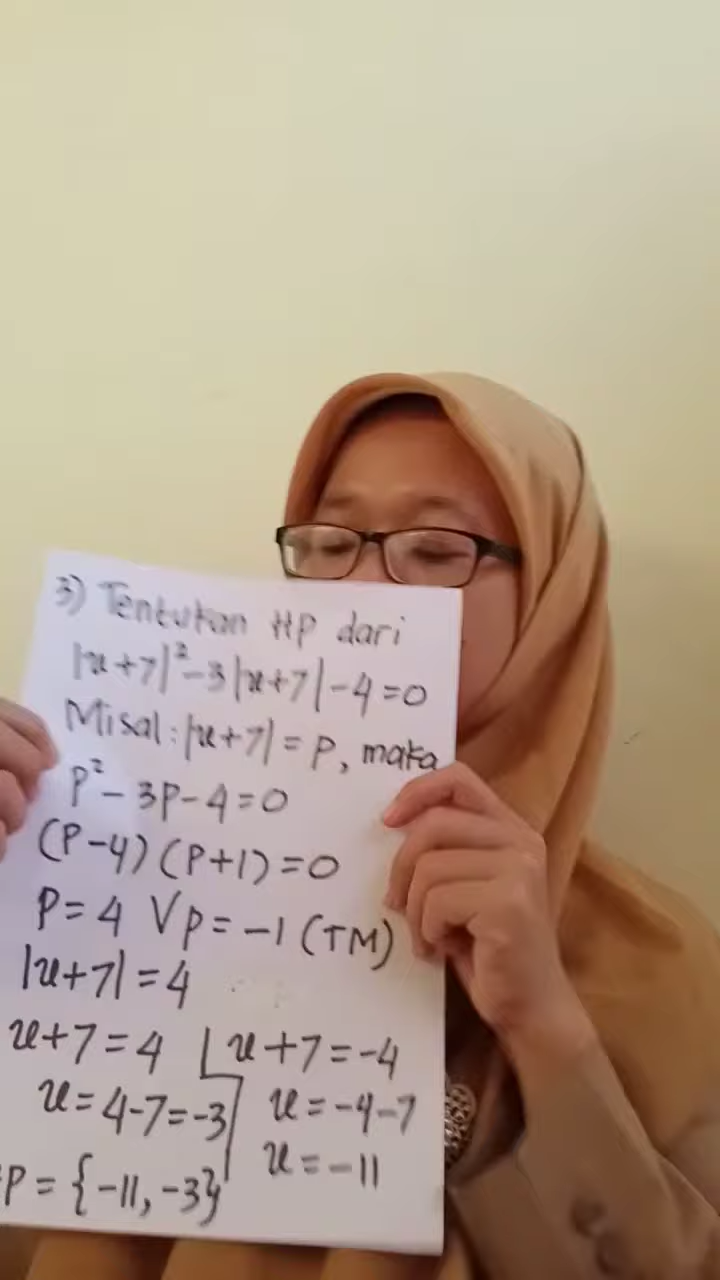 3) Tentukan HP dari
|x+7|²-3|x+7|-4=0
Misal: |x+7| = P, maka
P²-3P-4=0
(P-4)(P+1)=0
P=4 V P=-1 (TM)
|x+7|=4
x+7=4 x+7=-4
x=4-7=-3 x=-4-7
x=-11
HP={-11,-3}